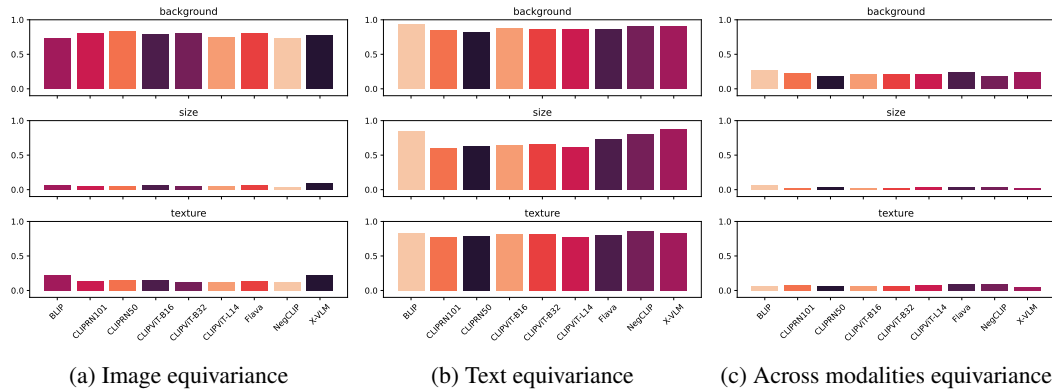 background
1.0
0.5
0.0
size
1.0
0.5
0.0
texture
1.0
0.5
0.0
BLIP
CLIPRN101
CLIPRN50
CLIPViT-B16
CLIPViT-B32
CLIPViT-L14
Flava
NegCLIP
X-VLM
(a) Image equivariance
background
1.0
0.5
0.0
size
1.0
0.5
0.0
texture
1.0
0.5
0.0
BLIP
CLIPRN101
CLIPRN50
CLIPViT-B16
CLIPViT-B32
CLIPViT-L14
Flava
NegCLIP
X-VLM
(b) Text equivariance
background
1.0
0.5
0.0
size
1.0
0.5
0.0
texture
1.0
0.5
0.0
BLIP
CLIPRN101
CLIPRN50
CLIPViT-B16
CLIPViT-B32
CLIPViT-L14
Flava
NegCLIP
X-VLM
(c) Across modalities equivariance